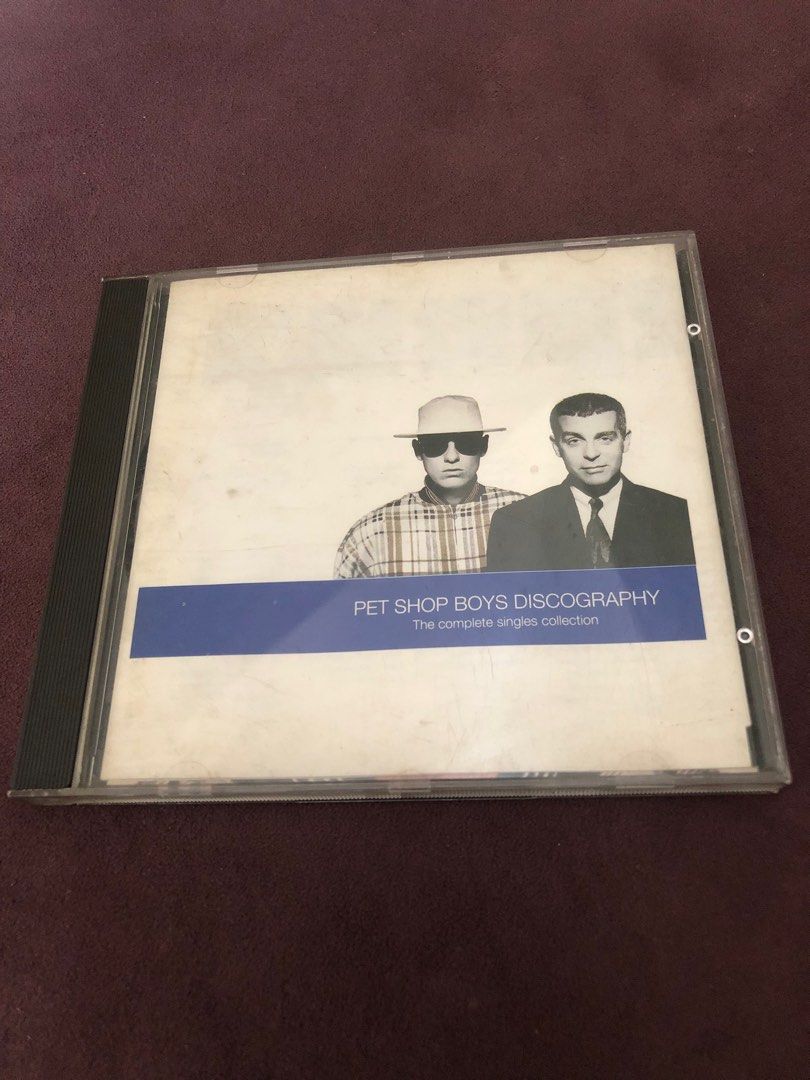 PET SHOP BOYS DISCOGRAPHY
The complete singles collection